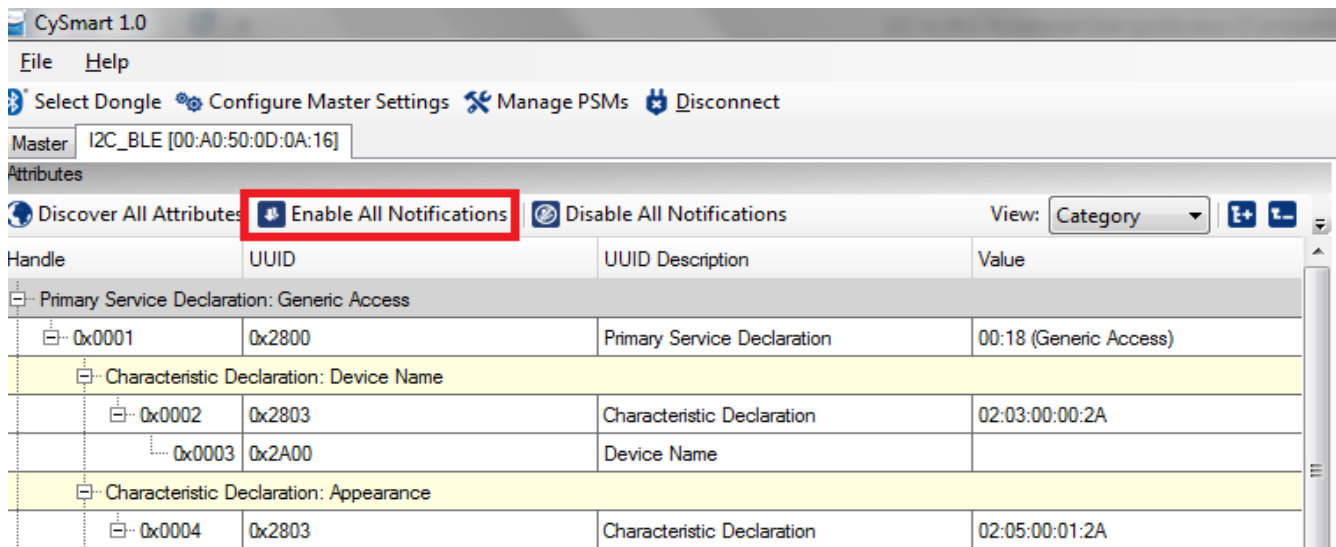 CySmart 1.0
File Help
Select Dongle Configure Master Settings Manage PSMs Disconnect
Master I2C_BLE [00:A0:50:0D:0A:16]
Attributes
Discover All Attributes Enable All Notifications Disable All Notifications View: Category
Handle UUID UUID Description Value
Primary Service Declaration: Generic Access
0x0001 0x2800 Primary Service Declaration 00:18 (Generic Access)
Characteristic Declaration: Device Name
0x0002 0x2803 Characteristic Declaration 02:03:00:00:2A
0x0003 0x2A00 Device Name
Characteristic Declaration: Appearance
0x0004 0x2803 Characteristic Declaration 02:05:00:01:2A